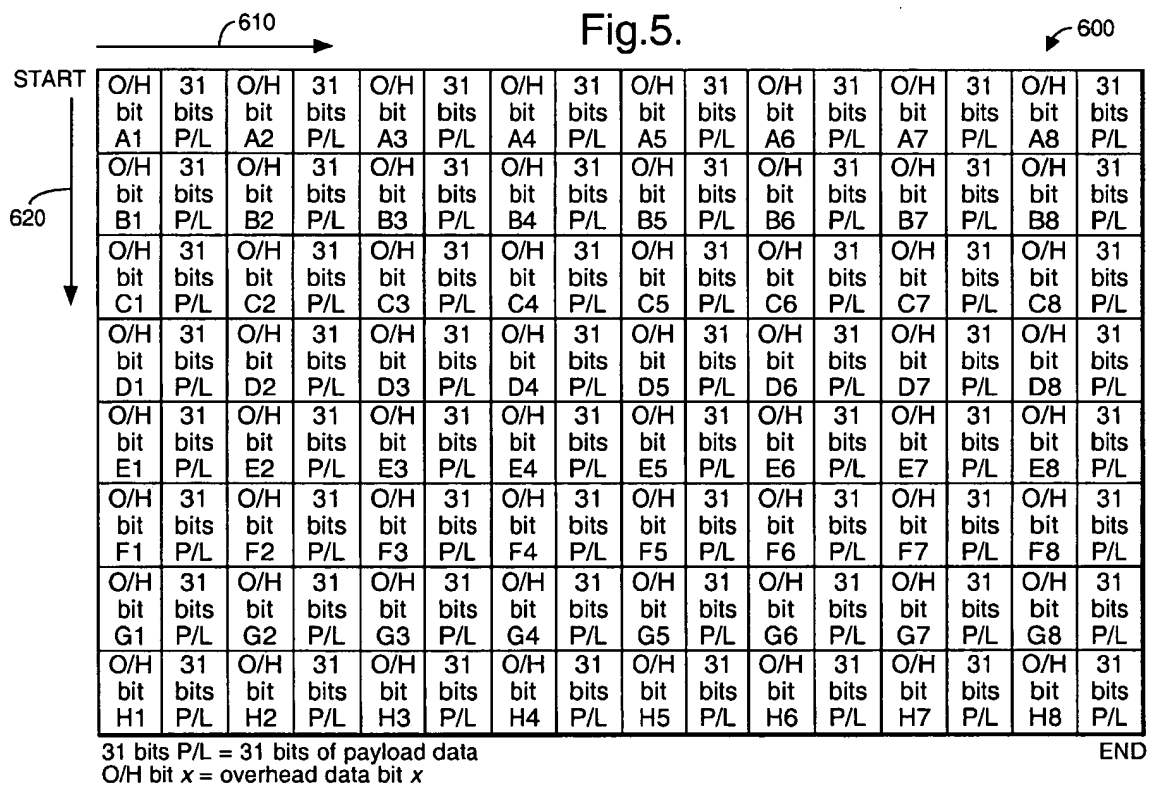 610
Fig.5.
600
START
O/H 31 O/H 31 O/H 31 O/H 31 O/H 31 O/H 31 O/H 31 O/H 31
bit bits bit bits bit bits bit bits bit bits bit bits bit bits bit bits
A1 P/L A2 P/L A3 P/L A4 P/L A5 P/L A6 P/L A7 P/L A8 P/L
O/H 31 O/H 31 O/H 31 O/H 31 O/H 31 O/H 31 O/H 31 O/H 31
bit bits bit bits bit bits bit bits bit bits bit bits bit bits bit bits
620
B1 P/L B2 P/L B3 P/L B4 P/L B5 P/L B6 P/L B7 P/L B8 P/L
O/H 31 O/H 31 O/H 31 O/H 31 O/H 31 O/H 31 O/H 31 O/H 31
bit bits bit bits bit bits bit bits bit bits bit bits bit bits bit bits
C1 P/L C2 P/L C3 P/L C4 P/L C5 P/L C6 P/L C7 P/L C8 P/L
O/H 31 O/H 31 O/H 31 O/H 31 O/H 31 O/H 31 O/H 31 O/H 31
bit bits bit bits bit bits bit bits bit bits bit bits bit bits bit bits
D1 P/L D2 P/L D3 P/L D4 P/L D5 P/L D6 P/L D7 P/L D8 P/L
O/H 31 O/H 31 O/H 31 O/H 31 O/H 31 O/H 31 O/H 31 O/H 31
bit bits bit bits bit bits bit bits bit bits bit bits bit bits bit bits
E1 P/L E2 P/L E3 P/L E4 P/L E5 P/L E6 P/L E7 P/L E8 P/L
O/H 31 O/H 31 O/H 31 O/H 31 O/H 31 O/H 31 O/H 31 O/H 31
bit bits bit bits bit bits bit bits bit bits bit bits bit bits bit bits
F1 P/L F2 P/L F3 P/L F4 P/L F5 P/L F6 P/L F7 P/L F8 P/L
O/H 31 O/H 31 O/H 31 O/H 31 O/H 31 O/H 31 O/H 31 O/H 31
bit bits bit bits bit bits bit bits bit bits bit bits bit bits bit bits
G1 P/L G2 P/L G3 P/L G4 P/L G5 P/L G6 P/L G7 P/L G8 P/L
O/H 31 O/H 31 O/H 31 O/H 31 O/H 31 O/H 31 O/H 31 O/H 31
bit bits bit bits bit bits bit bits bit bits bit bits bit bits bit bits
H1 P/L H2 P/L H3 P/L H4 P/L H5 P/L H6 P/L H7 P/L H8 P/L
31 bits P/L = 31 bits of payload data
END
O/H bit x = overhead data bit x